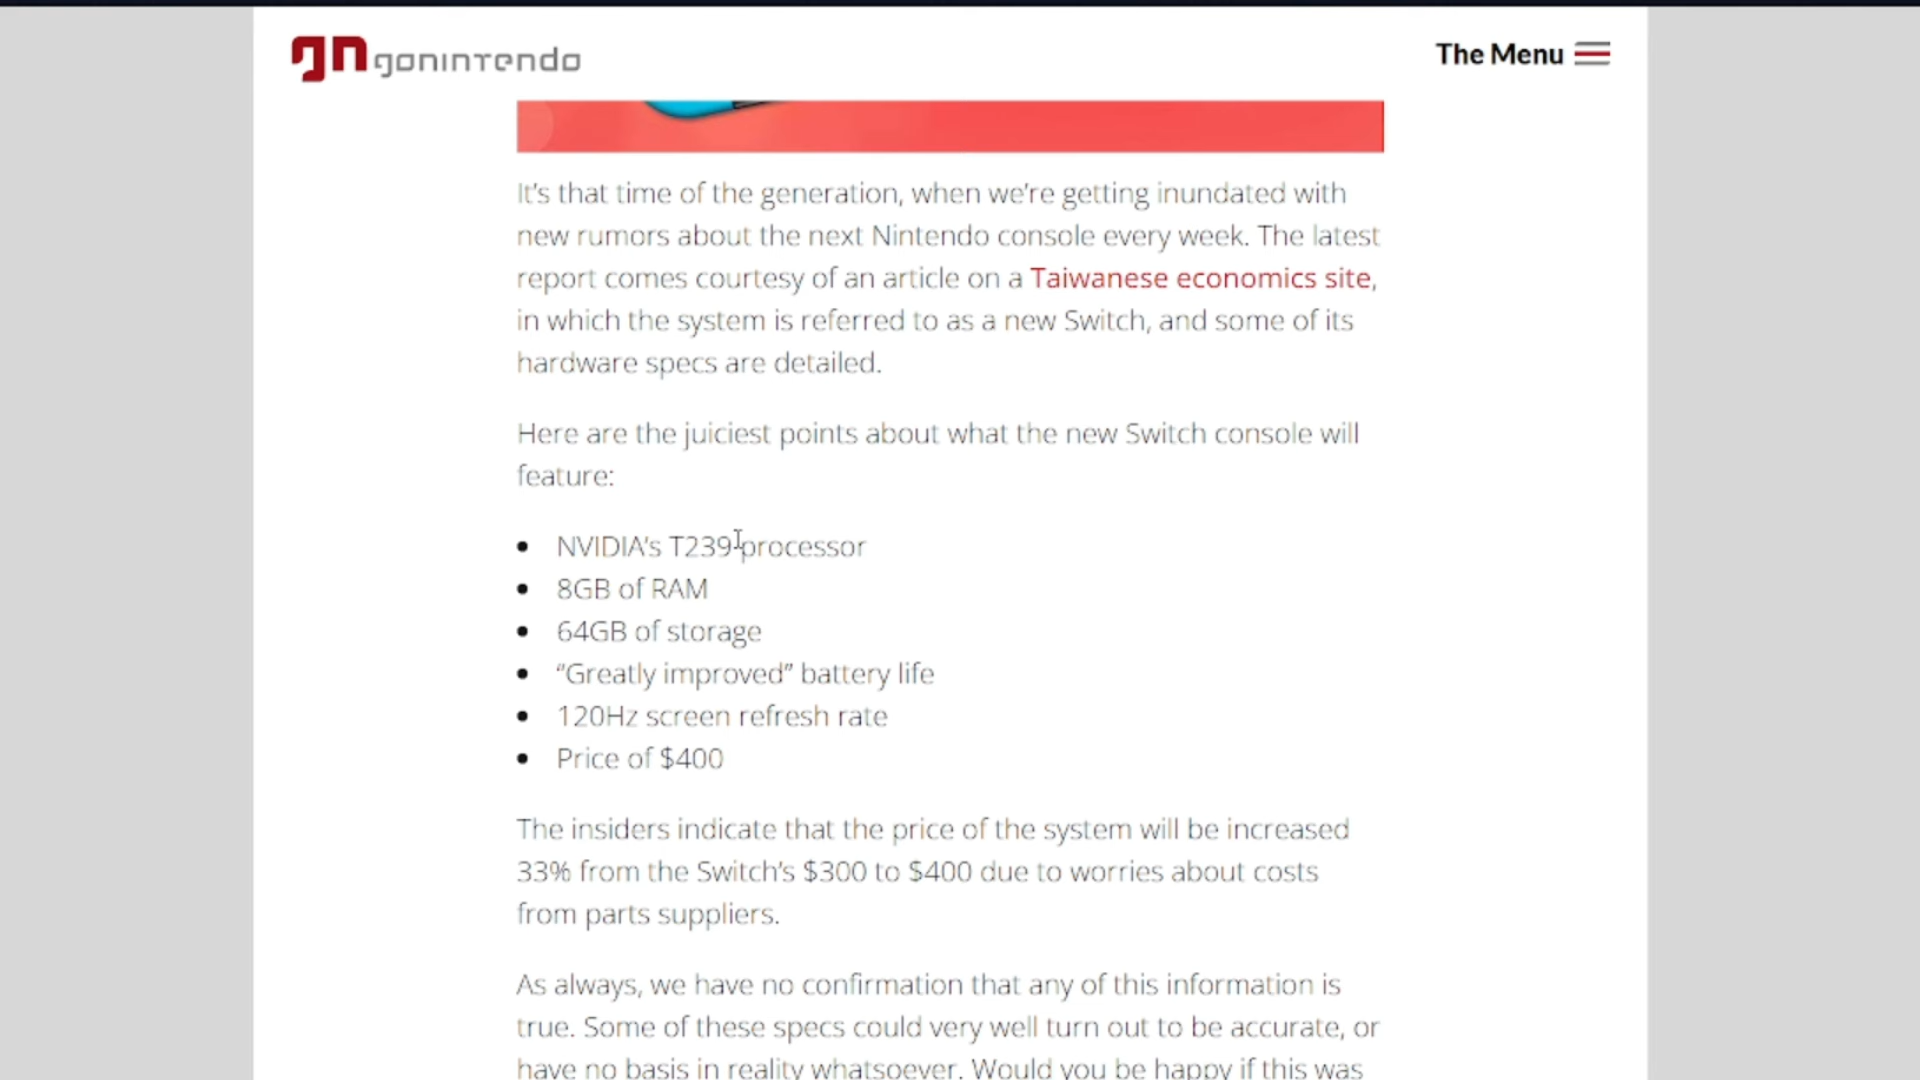 gn gonintendo
The Menu
It's that time of the generation, when we're getting inundated with
new rumors about the next Nintendo console every week. The latest
report comes courtesy of an article on a Taiwanese economics site,
in which the system is referred to as a new Switch, and some of its
hardware specs are detailed.
Here are the juiciest points about what the new Switch console will
feature:
• NVIDIA's T239 processor
• 8GB of RAM
• 64GB of storage
• “Greatly improved” battery life
• 120Hz screen refresh rate
• Price of $400
The insiders indicate that the price of the system will be increased
33% from the Switch's $300 to $400 due to worries about costs
from parts suppliers.
As always, we have no confirmation that any of this information is
true. Some of these specs could very well turn out to be accurate, or
have no basis in reality whatsoever. Would you be happy if this was